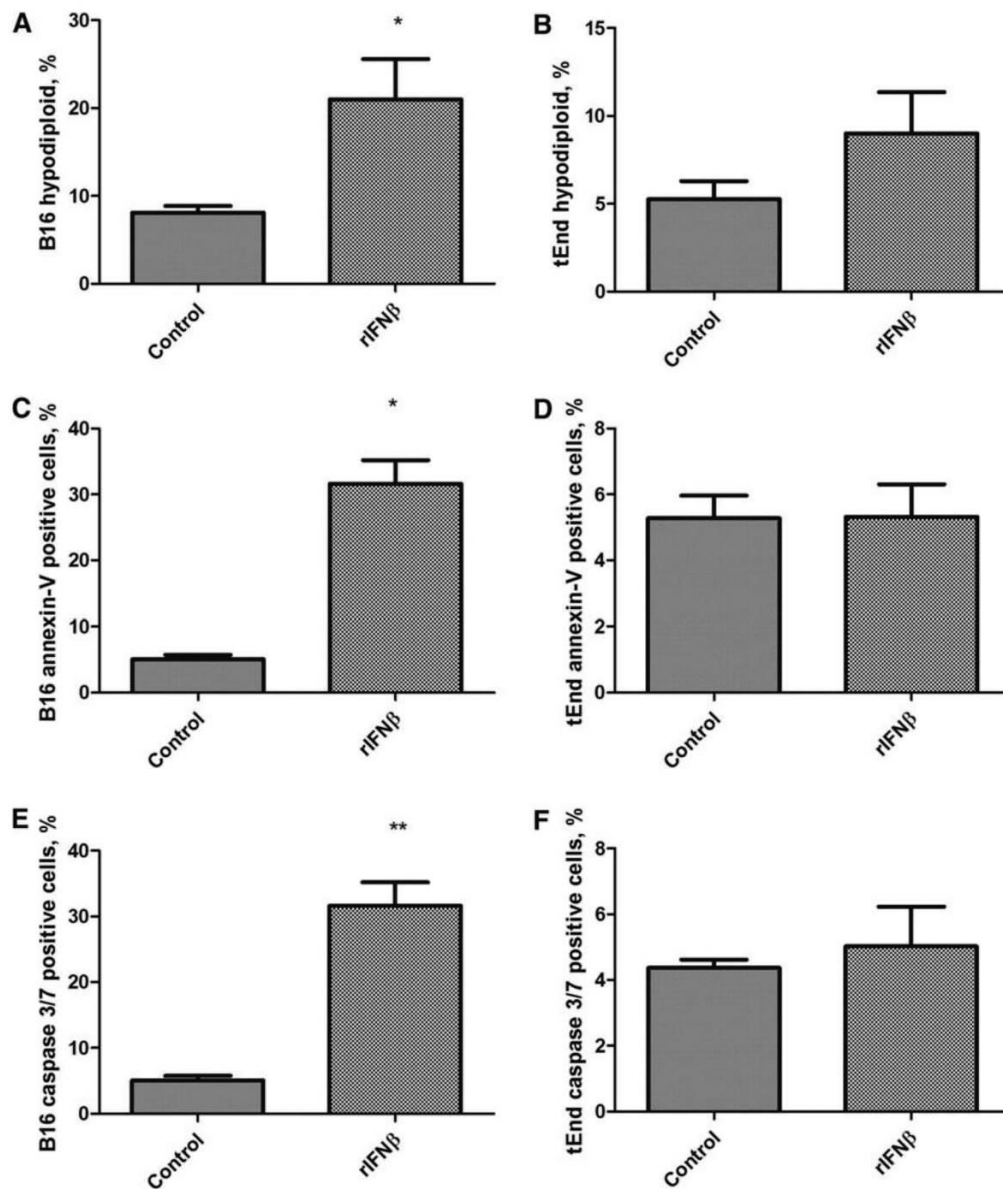 A
B16 hypodiploid, %
30
20
10
0
*
Control
rIFNβ
B
tEnd hypodiploid, %
15
10
5
0
Control
rIFNβ
C
B16 annexin-V positive cells, %
40
30
20
10
0
*
Control
rIFNβ
D
tEnd annexin-V positive cells, %
8
6
4
2
0
Control
rIFNβ
E
B16 caspase 3/7 positive cells, %
40
30
20
10
0
**
Control
rIFNβ
F
tEnd caspase 3/7 positive cells, %
8
6
4
2
0
Control
rIFNβ